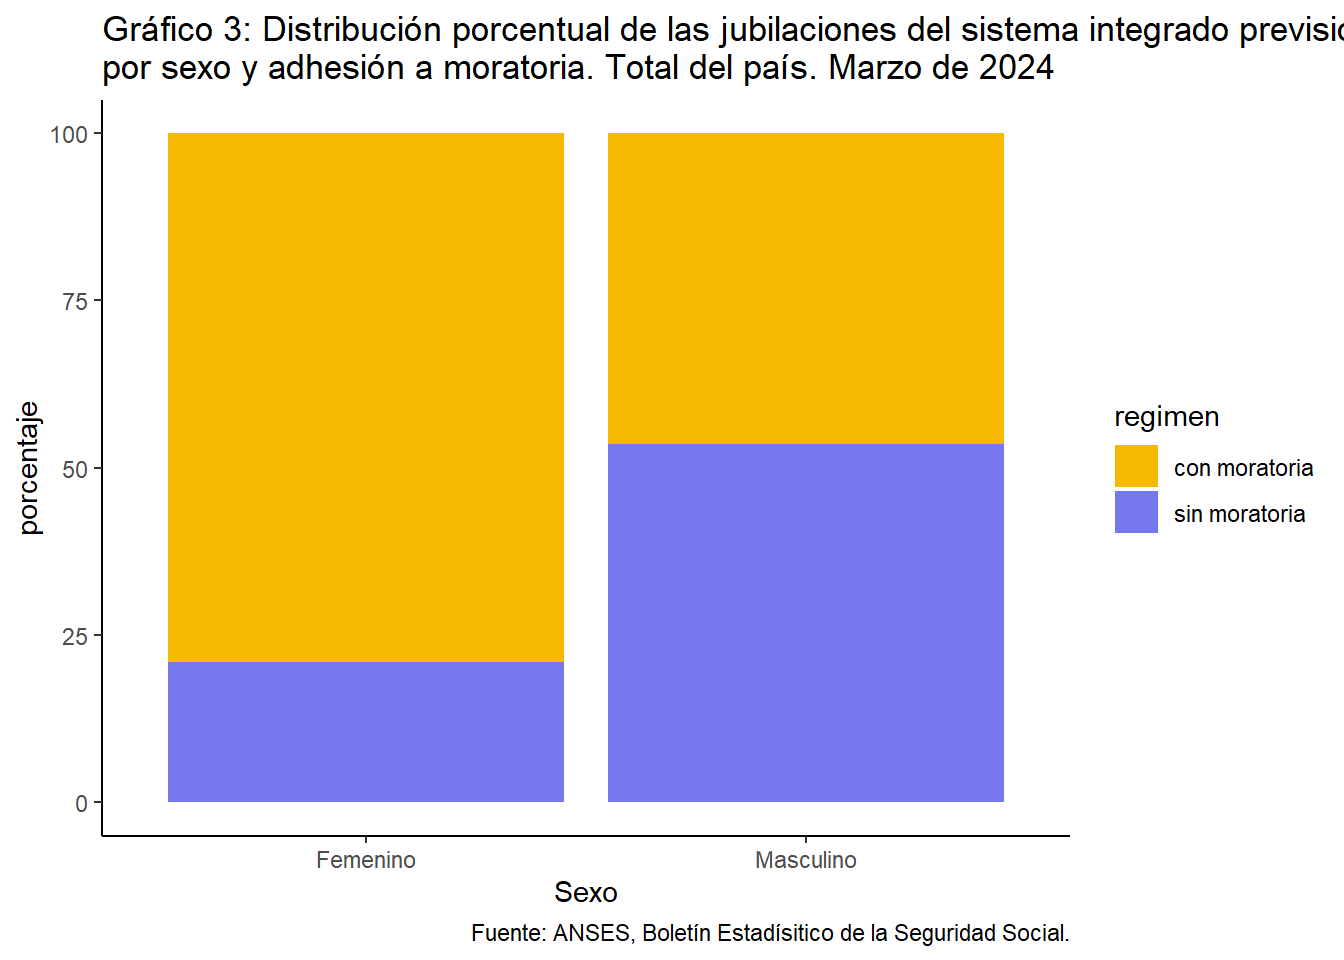 Gráfico 3: Distribución porcentual de las jubilaciones del sistema integrado
por sexo y adhesión a moratoria. Total del país. Marzo de 2024
100
75
50
25
0
porcentaje
Femenino
Masculino
Sexo
regimen
con moratoria
sin moratoria
Fuente: ANSES, Boletín Estadísitico de la Seguridad Social.